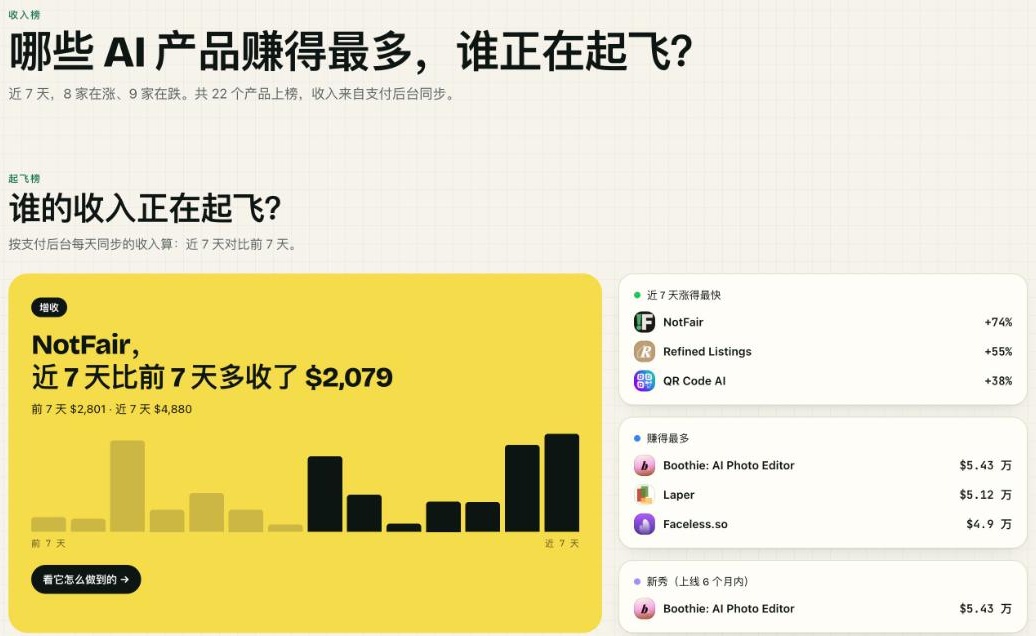 收入榜
哪些 AI 产品赚得最多，谁正在起飞？
近 7 天，8 家在涨、9 家在跌。共 22 个产品上榜，收入来自支付后台同步。
起飞榜
谁的收入正在起飞？
按支付后台每天同步的收入算：近 7 天对比前 7 天。
增收
NotFair，
近 7 天比前 7 天多收了 $2,079
前 7 天 $2,801 · 近 7 天 $4,880
前 7 天
近 7 天
看它怎么做到的 →
近 7 天涨得最快
NotFair +74%
Refined Listings +55%
QR Code AI +38%
赚得最多
Boothie: AI Photo Editor $5.43 万
Laper $5.12 万
Faceless.so $4.9 万
新秀（上线 6 个月内）
Boothie: AI Photo Editor $5.43 万